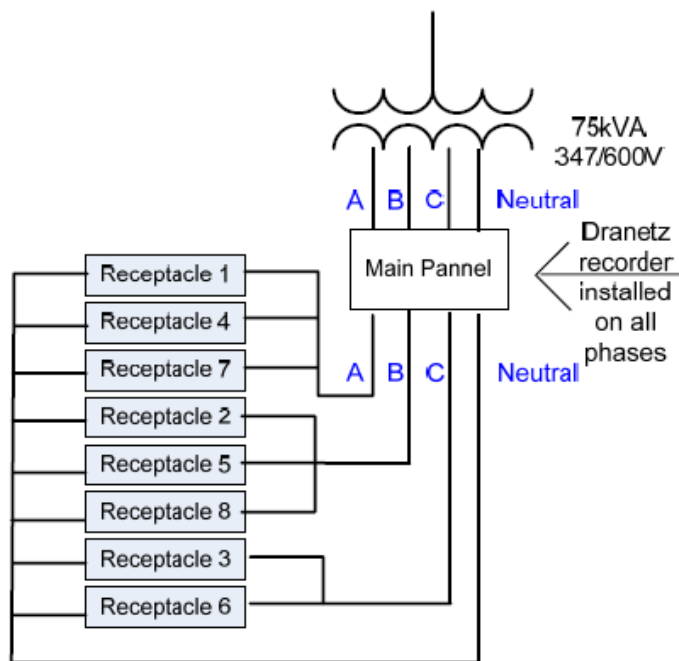 75kVA
347/600V
A B C Neutral
Main Pannel
Dranetz
recorder
installed
on all
phases
Receptacle 1
Receptacle 4
Receptacle 7
Receptacle 2
Receptacle 5
Receptacle 8
Receptacle 3
Receptacle 6
A B C Neutral